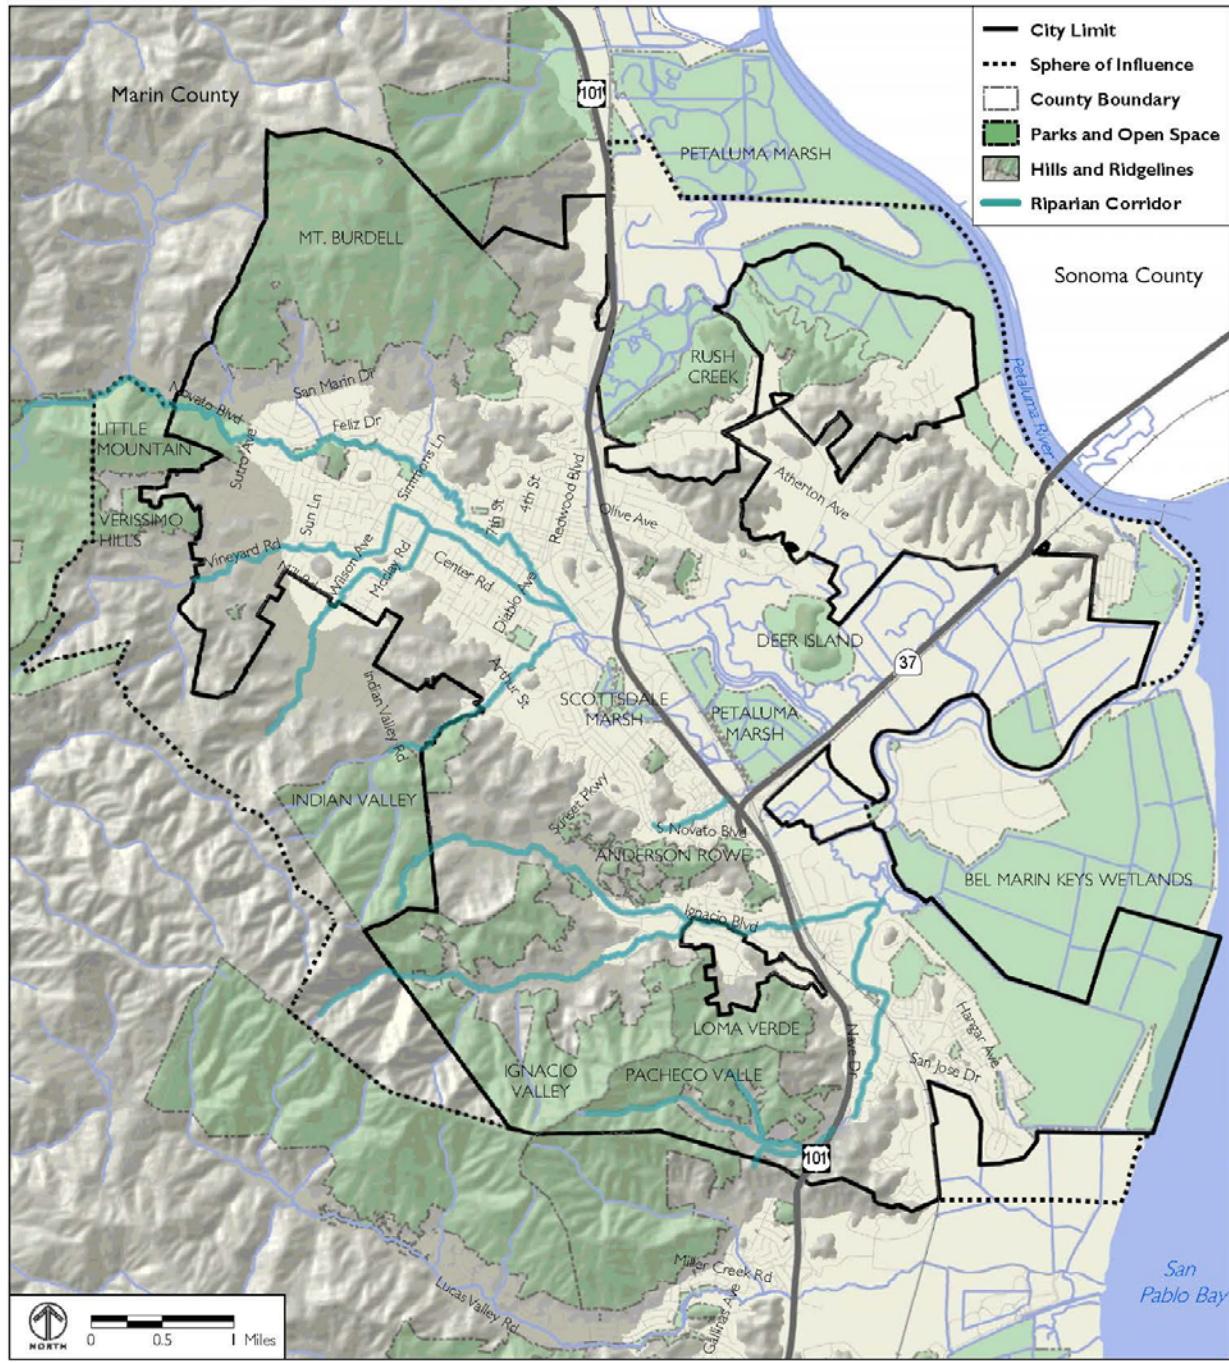 City Limit
Sphere of Influence
County Boundary
Parks and Open Space
Hills and Ridgelines
Riparian Corridor
Marin County
101
PETALUMA MARSH
MT. BURDELL
Sonoma County
RUSH
CREEK
Petaluma River
San Marin Dr
Novato Blvd
LITTLE
MOUNTAIN
Feliz Dr
Sutro Ave
Simmons Ln
Atherton Ave
Redwood Blvd
4th St
7th St
Olive Ave
Sun Ln
VERISSIMO
HILLS
Vineyard Rd
Wilson Ave
Mcclay Rd
Center Rd
Diablo Ave
DEER ISLAND
37
Arthur St
Indian Valley Rd
SCOTTSDALE
MARSH
PETALUMA
MARSH
INDIAN VALLEY
Sunset Pkwy
S Novato Blvd
ANDERSON ROWE
BEL MARIN KEYS WETLANDS
Ignacio Blvd
LOMA VERDE
Nave Dr
Hangar Ave
San Jose Dr
IGNACIO
VALLEY
PACHECO VALLE
101
Miller Creek Rd
Lucas Valley Rd
Gallinas Ave
San
Pablo Bay
NORTH
0 0.5 1 Miles